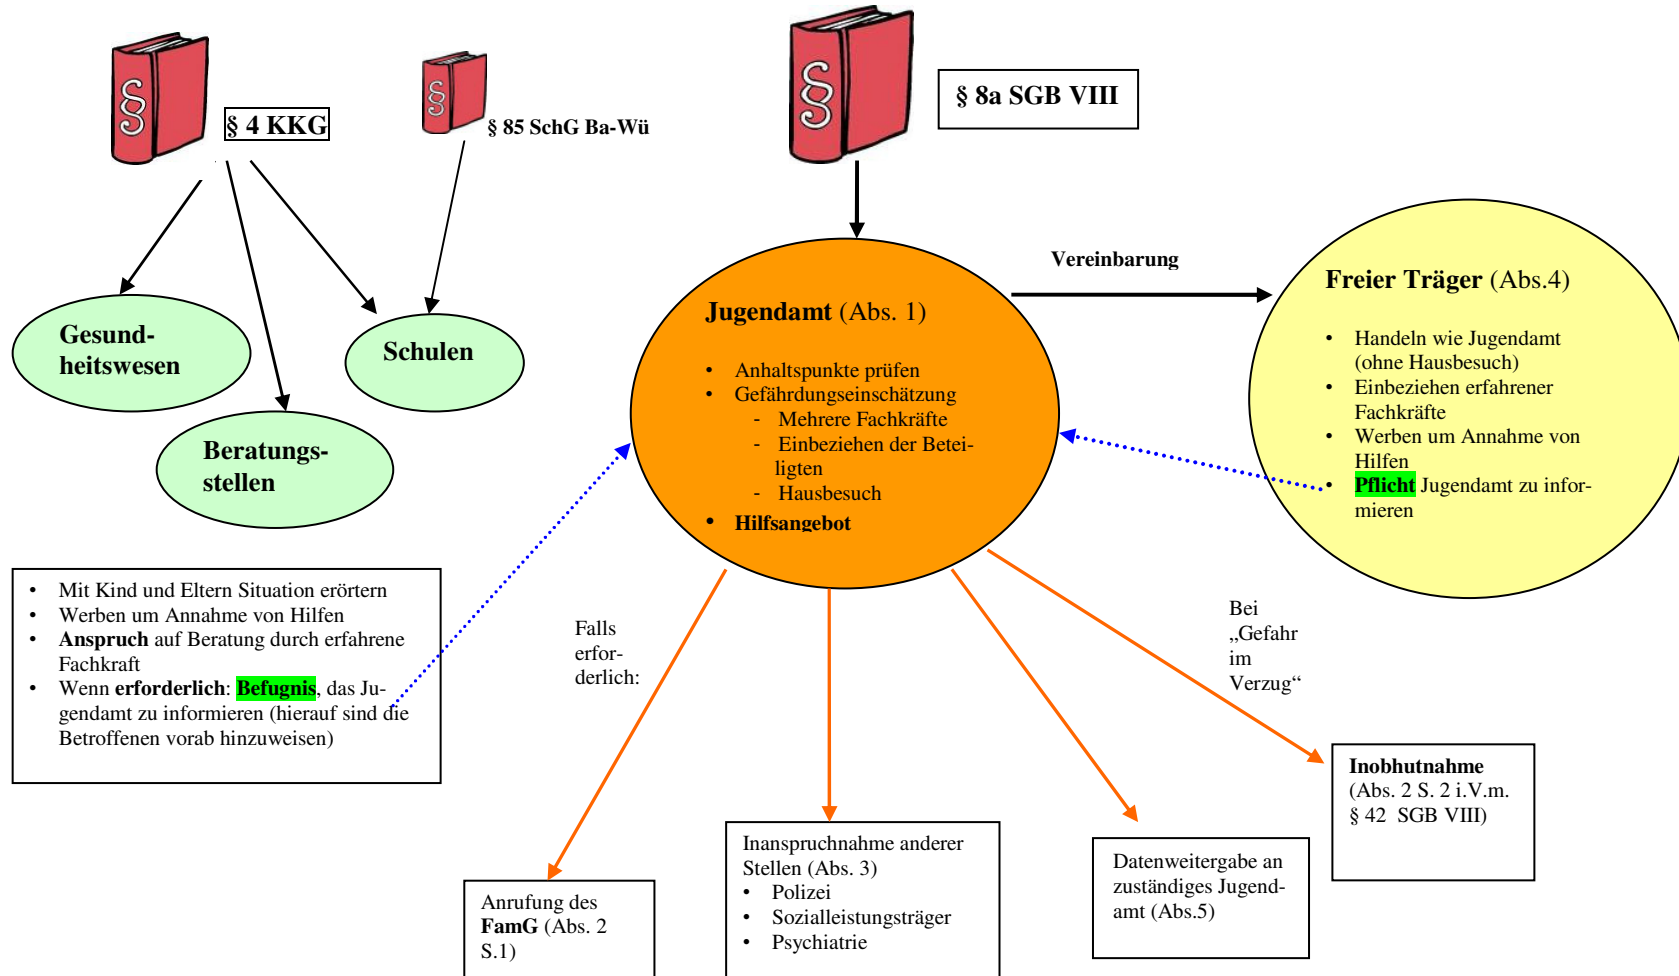 §
§
§
§ 4 KKG
§ 85 SchG Ba-Wü
§ 8a SGB VIII
Gesund-
heitswesen
Schulen
Beratungs-
stellen
Jugendamt (Abs. 1)
• Anhaltspunkte prüfen
• Gefährdungseinschätzung
- Mehrere Fachkräfte
- Einbeziehen der Betei-
ligten
- Hausbesuch
• Hilfsangebot
Vereinbarung
Freier Träger (Abs.4)
• Handeln wie Jugendamt
(ohne Hausbesuch)
• Einbeziehen erfahrener
Fachkräfte
• Werben um Annahme von
Hilfen
• Pflicht Jugendamt zu infor-
mieren
• Mit Kind und Eltern Situation erörtern
• Werben um Annahme von Hilfen
• Anspruch auf Beratung durch erfahrene
Fachkraft
• Wenn erforderlich: Befugnis, das Ju-
gendamt zu informieren (hierauf sind die
Betroffenen vorab hinzuweisen)
Falls
erfor-
derlich:
Bei
„Gefahr
im
Verzug“
Anrufung des
FamG (Abs. 2
S.1)
Inanspruchnahme anderer
Stellen (Abs. 3)
• Polizei
• Sozialleistungsträger
• Psychiatrie
Datenweitergabe an
zuständiges Jugend-
amt (Abs.5)
Inobhutnahme
(Abs. 2 S. 2 i.V.m.
§ 42 SGB VIII)